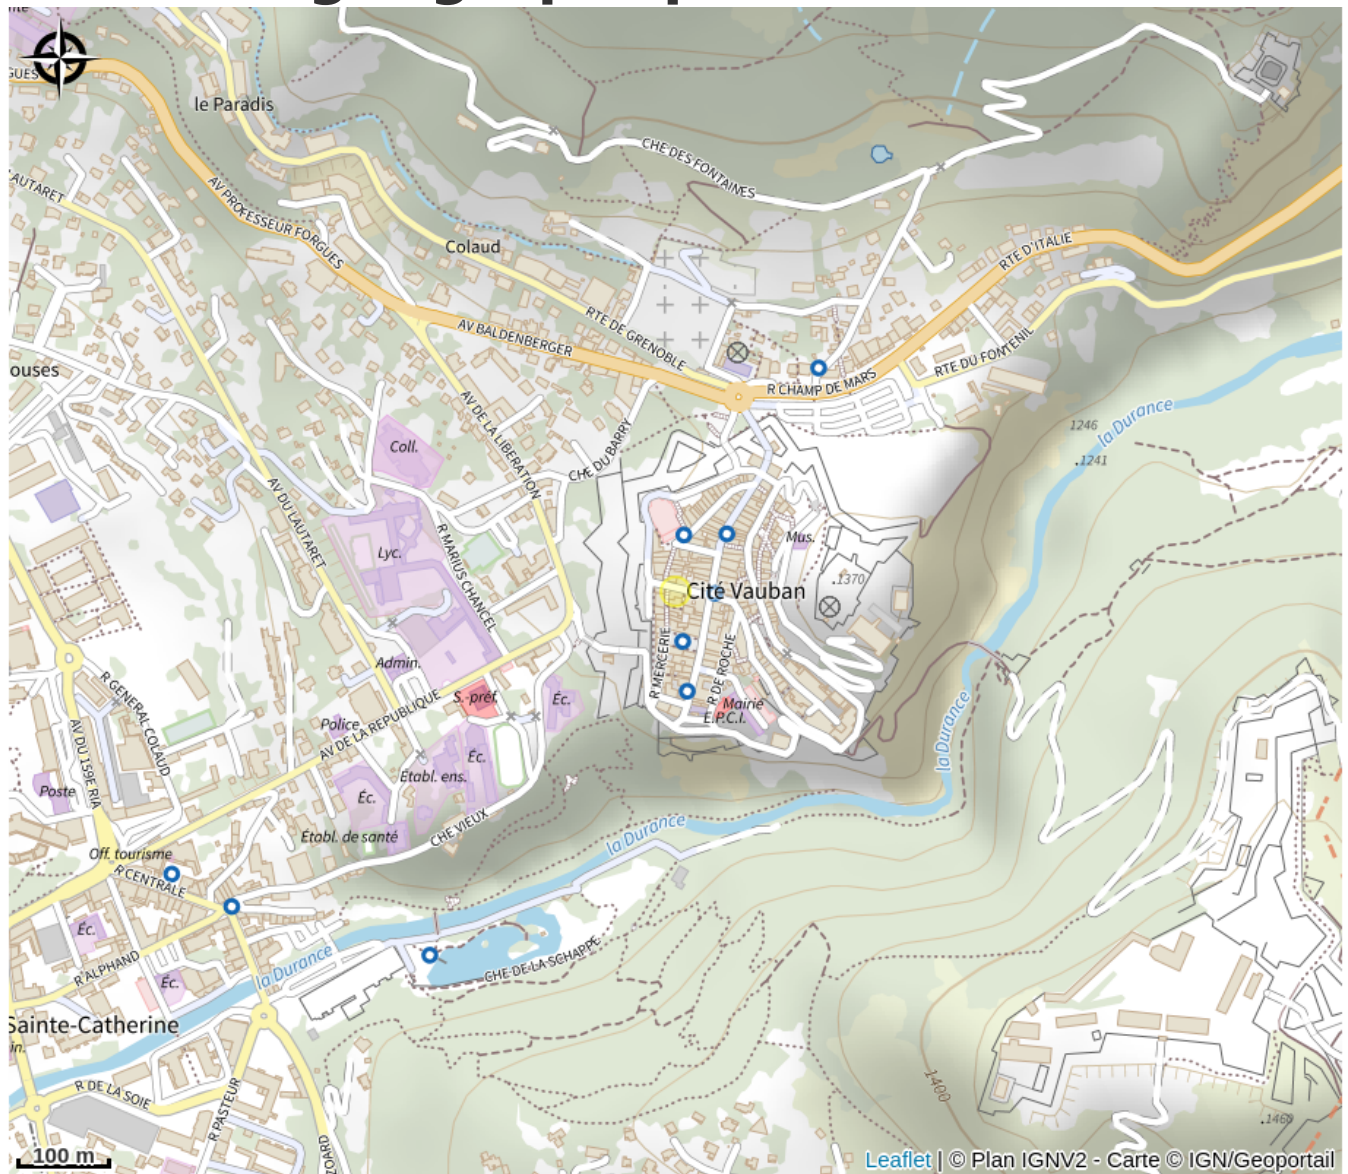 le Paradis
LAUTARET
AV PROFESSEUR FORGUES
Colaud
CHE DES FONTAINES
RTE D'ITALIE
RTE DE GRENOBLE
AV BALDENBERGER
R CHAMP DE MARS
RTE DU FONTENIL
ouses
1246
la Durance
.1241
AV DE LA LIBERATION
Coll.
CHE DU BARRY
AV DU LAUTARET
R MARIUS CHANCEL
Lyc.
Mus.
.1370
Cité Vauban
R MERCERIE
R DE ROCHE
Admin.
S.-préf.
Éc.
Mairie
E.P.C.I.
R GENERAL COLAUD
Police
AV DE LA REPUBLIQUE
la Durance
AV DU 159E RIA
Éc.
Établ. ens.
Poste
Éc.
Établ. de santé
CHE VIEUX
la Durance
Off. tourisme
R CENTRALE
Éc.
R ALPHAND
Éc.
la Durance
CHE DE LA SCHAPPE
Sainte-Catherine
in.
R DE LA SOIE
R PASTEUR
1400
.1460
100 m
Leaflet | © Plan IGNV2 - Carte © IGN/Geoportail